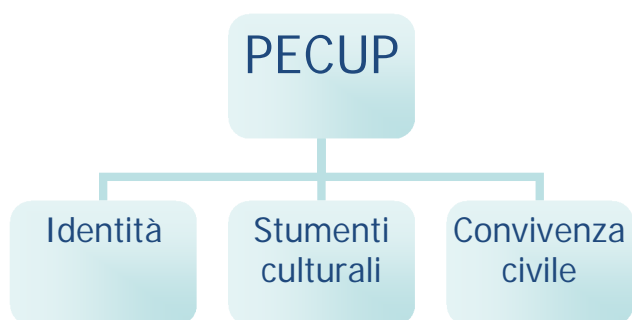 PECUP
Identità
Stumenti
culturali
Convivenza
civile